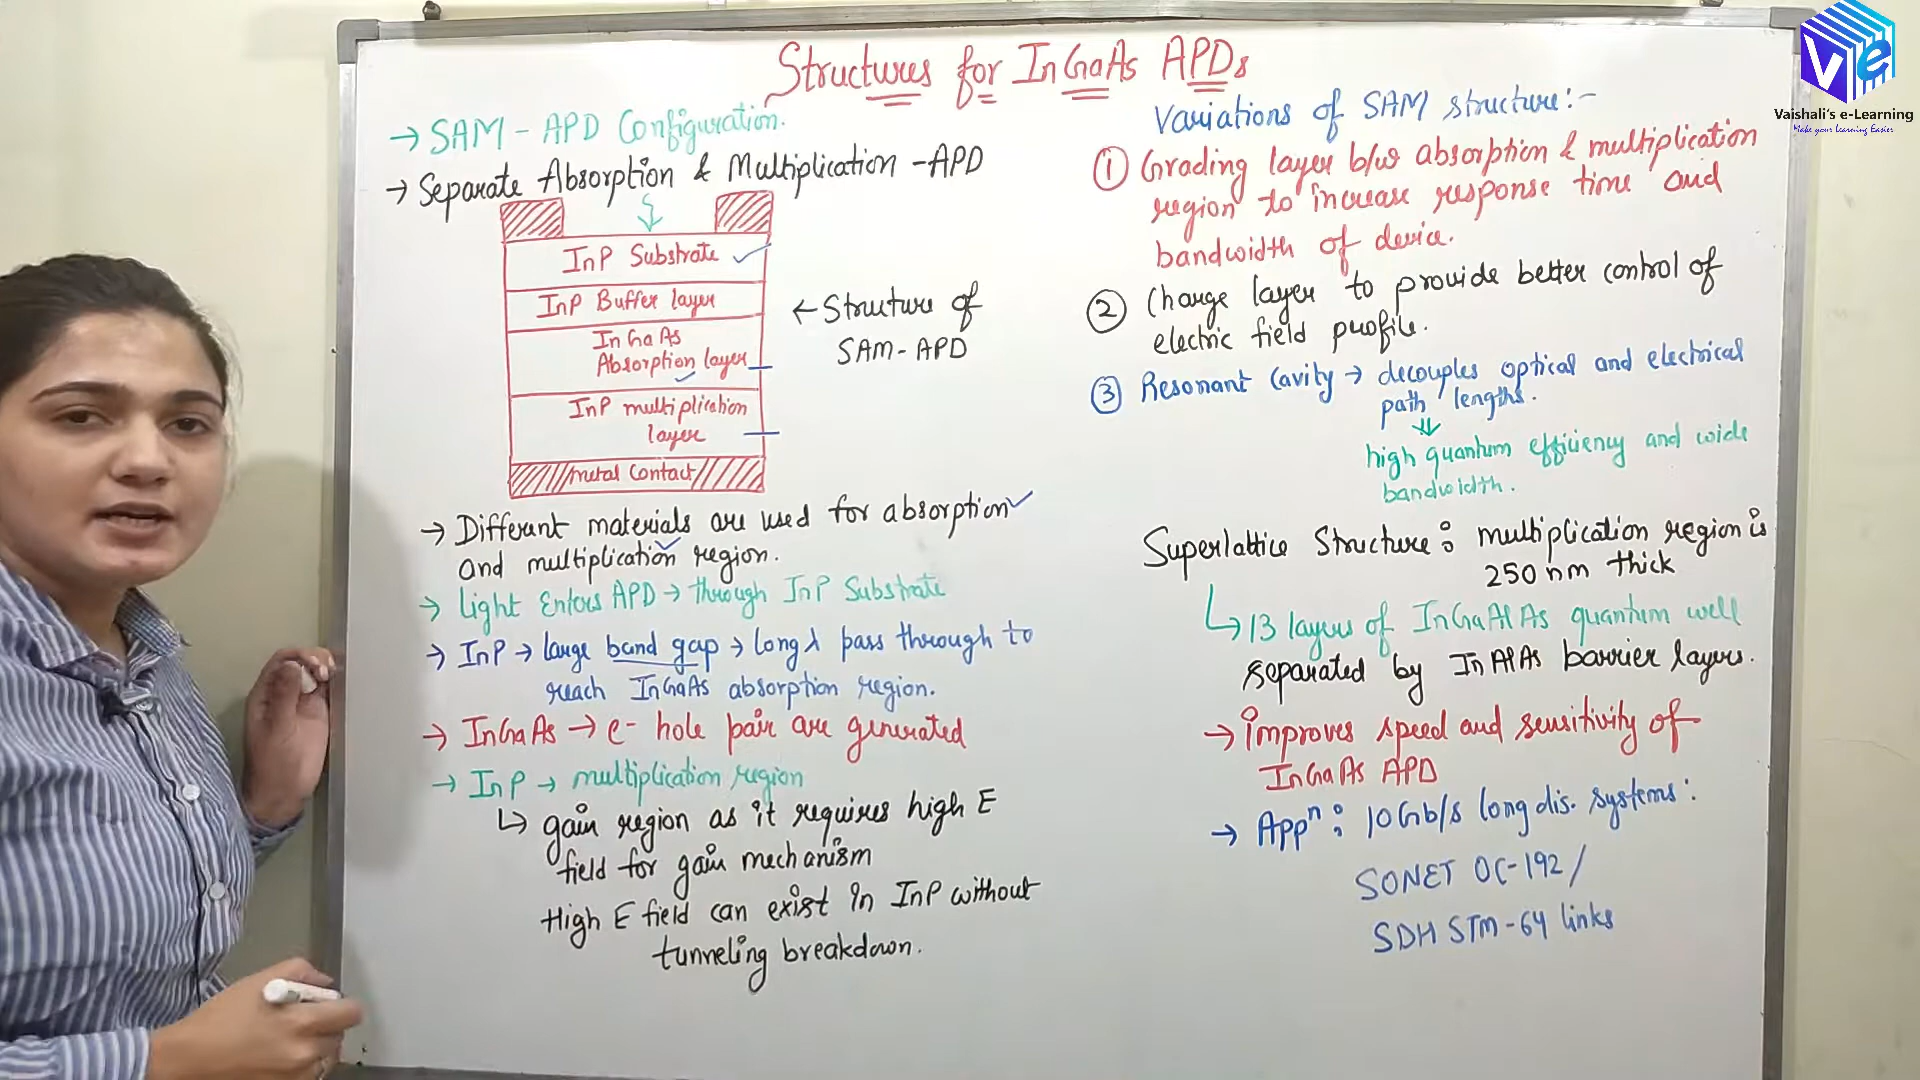 Structures for InGaAs APDs
→ SAM - APD Configuration.
→ Separate Absorption & Multiplication - APD
InP Substrate
InP Buffer layer
InGaAs
Absorption layer
InP multiplication
layer
metal Contact
← Structure of
SAM - APD
→ Different materials are used for absorption
and multiplication region.
→ Light Enters APD → through InP Substrate
→ InP → large band gap → long λ pass through to
reach InGaAs absorption region.
→ InGaAs → e- hole pair are generated
→ InP → multiplication region
↳ gain region as it requires high E
field for gain mechanism
High E field can exist in InP without
tunneling breakdown.
Variations of SAM structure:-
① Grading layer b/w absorption & multiplication
region to increase response time and
bandwidth of device.
② Charge layer to provide better control of
electric field profile.
③ Resonant Cavity → decouples optical and electrical
path lengths.
⇓
high quantum efficiency and wide
bandwidth.
Superlattice Structure: multiplication region is
250 nm thick
↳ 13 layers of InGaAlAs quantum well
separated by InAlAs barrier layers.
→ improves speed and sensitivity of
InGaAs APD
→ Appⁿ: 10Gb/s long dis. systems:
SONET OC-192 /
SDH STM-64 links
Ve
Vaishali's e-Learning
Make your Learning Easier